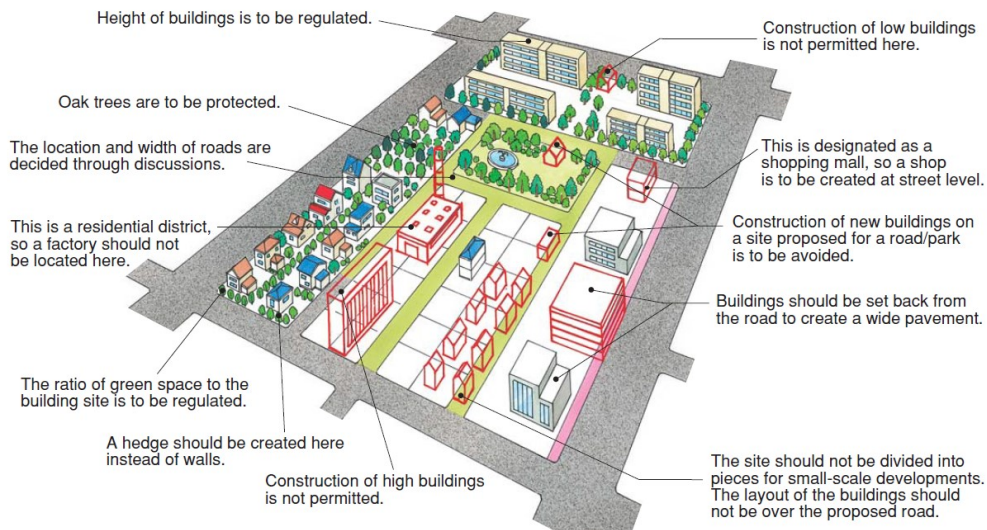 Height of buildings is to be regulated.
Construction of low buildings
is not permitted here.
Oak trees are to be protected.
The location and width of roads are
decided through discussions.
This is designated as a
shopping mall, so a shop
is to be created at street level.
This is a residential district,
so a factory should not
be located here.
Construction of new buildings on
a site proposed for a road/park
is to be avoided.
Buildings should be set back from
the road to create a wide pavement.
The ratio of green space to the
building site is to be regulated.
A hedge should be created here
instead of walls.
Construction of high buildings
is not permitted.
The site should not be divided into
pieces for small-scale developments.
The layout of the buildings should
not be over the proposed road.